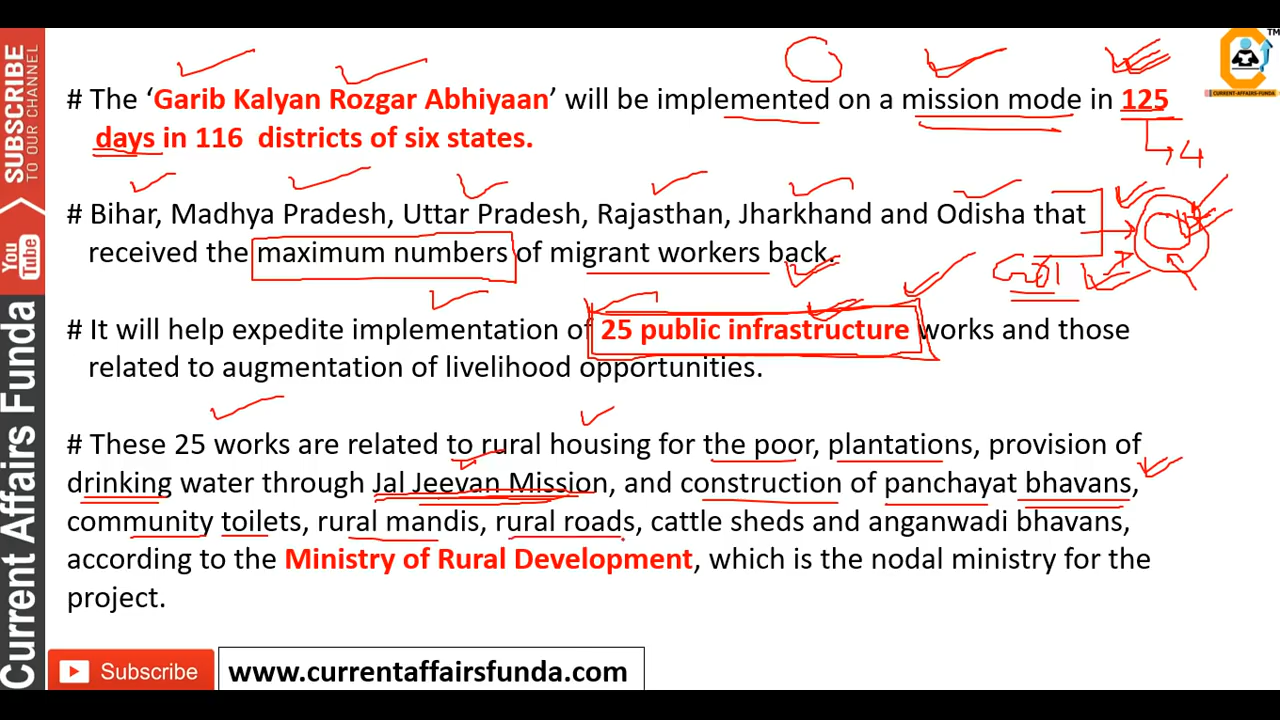 # The ‘Garib Kalyan Rozgar Abhiyaan’ will be implemented on a mission mode in 125
days in 116 districts of six states.
→ 4
# Bihar, Madhya Pradesh, Uttar Pradesh, Rajasthan, Jharkhand and Odisha that
received the maximum numbers of migrant workers back.
GOI
# It will help expedite implementation of 25 public infrastructure works and those
related to augmentation of livelihood opportunities.
# These 25 works are related to rural housing for the poor, plantations, provision of
drinking water through Jal Jeevan Mission, and construction of panchayat bhavans,
community toilets, rural mandis, rural roads, cattle sheds and anganwadi bhavans,
according to the Ministry of Rural Development, which is the nodal ministry for the
project.
Subscribe
www.currentaffairsfunda.com
Current Affairs Funda
You Tube
SUBSCRIBE
TO OUR CHANNEL
TM
CURRENT-AFFAIRS-FUNDA